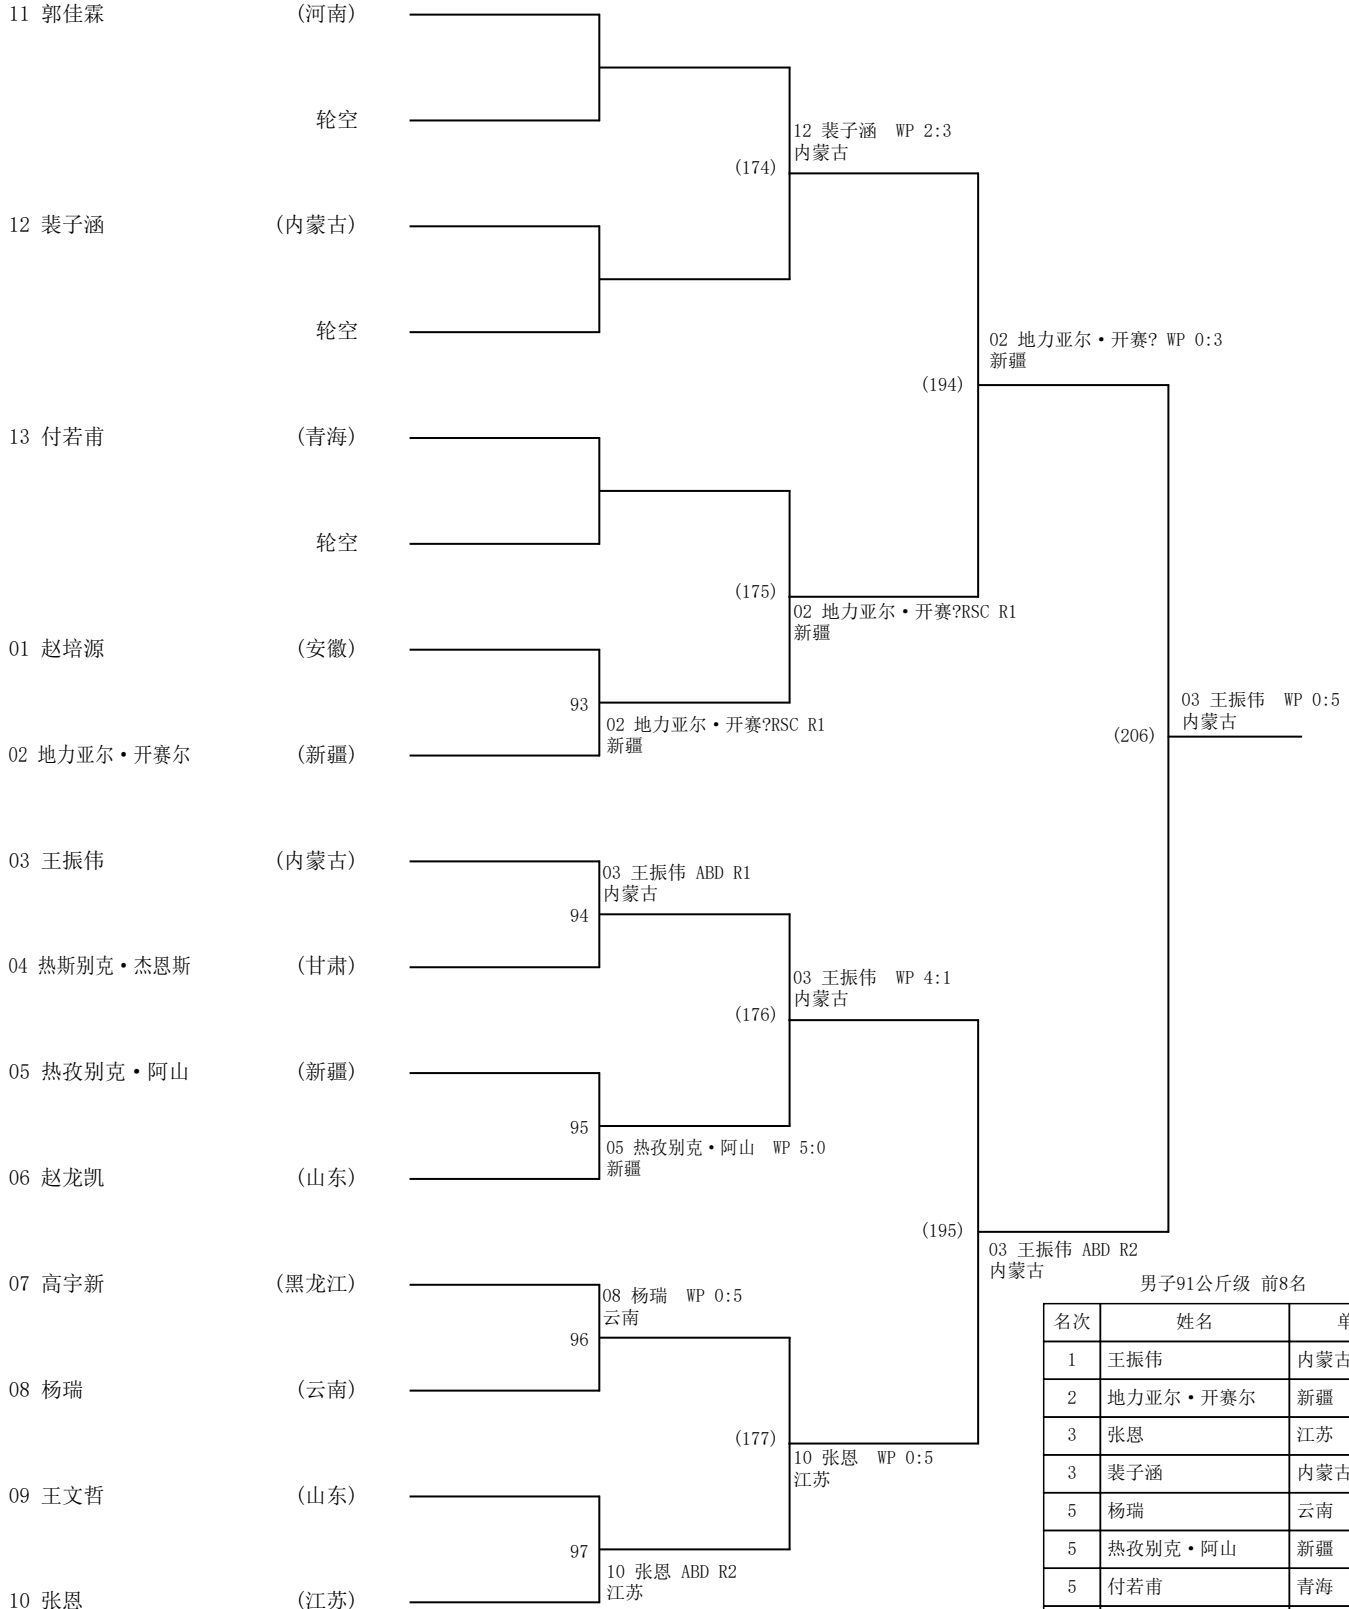 11 郭佳霖 (河南)
轮空
12 裴子涵 WP 2:3
内蒙古
(174)
12 裴子涵 (内蒙古)
轮空
02 地力亚尔·开赛? WP 0:3
新疆
(194)
13 付若甫 (青海)
轮空
(175)
02 地力亚尔·开赛?RSC R1
新疆
01 赵培源 (安徽)
93
02 地力亚尔·开赛?RSC R1
新疆
02 地力亚尔·开赛尔 (新疆)
03 王振伟 WP 0:5
内蒙古
(206)
03 王振伟 (内蒙古)
03 王振伟 ABD R1
内蒙古
94
04 热斯别克·杰恩斯 (甘肃)
03 王振伟 WP 4:1
内蒙古
(176)
05 热孜别克·阿山 (新疆)
95
05 热孜别克·阿山 WP 5:0
新疆
06 赵龙凯 (山东)
(195)
03 王振伟 ABD R2
内蒙古
07 高宇新 (黑龙江)
08 杨瑞 WP 0:5
云南
96
08 杨瑞 (云南)
(177)
10 张恩 WP 0:5
江苏
09 王文哲 (山东)
97
10 张恩 ABD R2
江苏
10 张恩 (江苏)
男子91公斤级 前8名
名次 姓名 单
1 王振伟 内蒙古
2 地力亚尔·开赛尔 新疆
3 张恩 江苏
3 裴子涵 内蒙古
5 杨瑞 云南
5 热孜别克·阿山 新疆
5 付若甫 青海